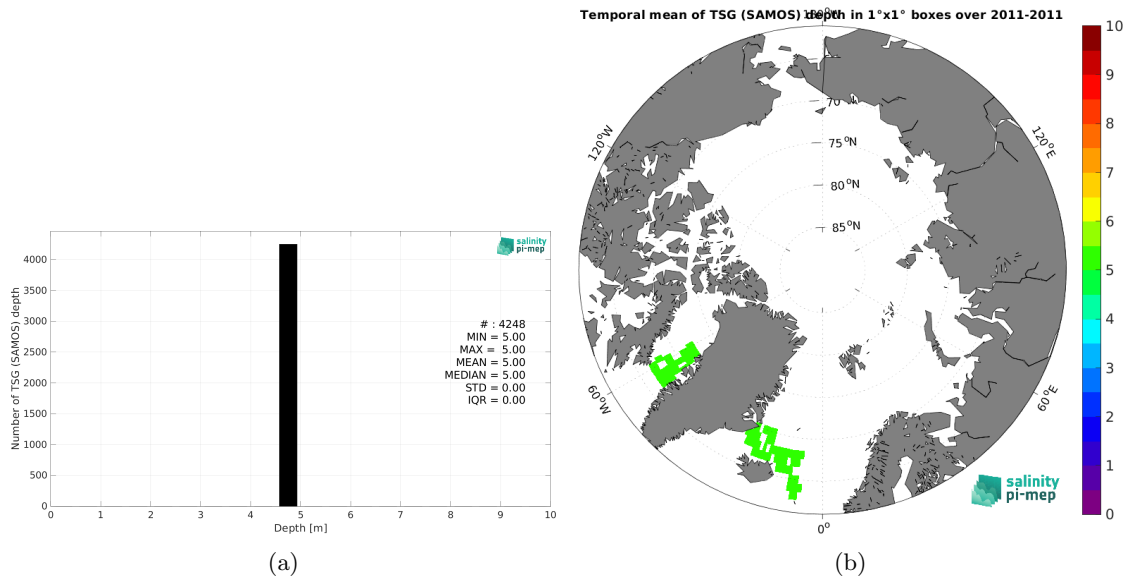 Number of TSG (SAMOS) depth
4000
3500
3000
2500
2000
1500
1000
500
0
0 1 2 3 4 5 6 7 8 9 10
Depth [m]
salinity
pi-mep
# : 4248
MIN = 5.00
MAX = 5.00
MEAN = 5.00
MEDIAN = 5.00
STD = 0.00
IQR = 0.00
(a)
Temporal mean of TSG (SAMOS) depth in 1°x1° boxes over 2011-2011
180°W
120°W
120°E
70°N
75°N
80°N
85°N
60°W
60°E
0°
salinity
pi-mep
10
9
8
7
6
5
4
3
2
1
0
(b)